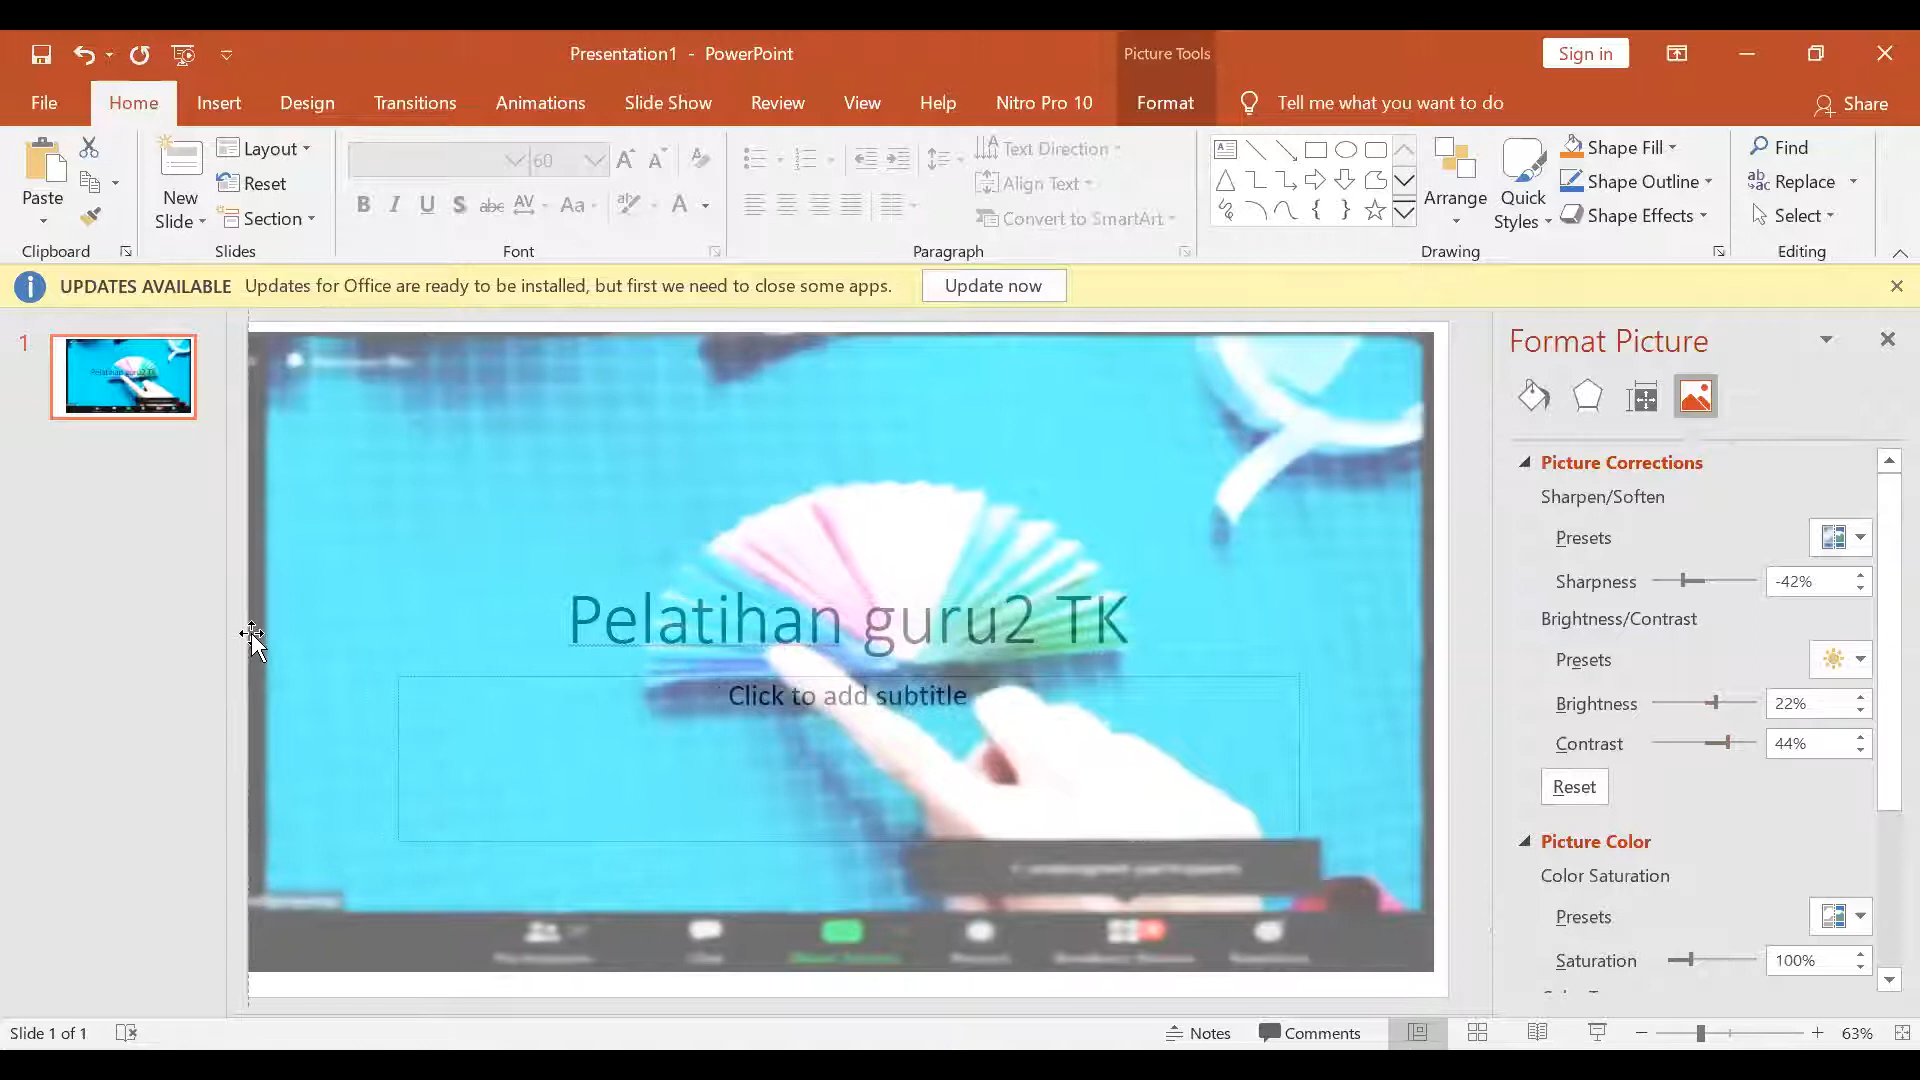 Presentation1 - PowerPoint
Picture Tools
Sign in
File Home Insert Design Transitions Animations Slide Show Review View Help Nitro Pro 10 Format Tell me what you want to do Share
Paste
Clipboard
New Slide
Layout
Reset
Section
Slides
60
B I U S abc AV Aa A
Font
Text Direction
Align Text
Convert to SmartArt
Paragraph
Arrange
Quick Styles
Shape Fill
Shape Outline
Shape Effects
Drawing
Find
Replace
Select
Editing
UPDATES AVAILABLE Updates for Office are ready to be installed, but first we need to close some apps. Update now
1
Pelatihan guru2 TK
Pelatihan guru2 TK
Click to add subtitle
Format Picture
Picture Corrections
Sharpen/Soften
Presets
Sharpness -42%
Brightness/Contrast
Presets
Brightness 22%
Contrast 44%
Reset
Picture Color
Color Saturation
Presets
Saturation 100%
Slide 1 of 1
Notes Comments 63%